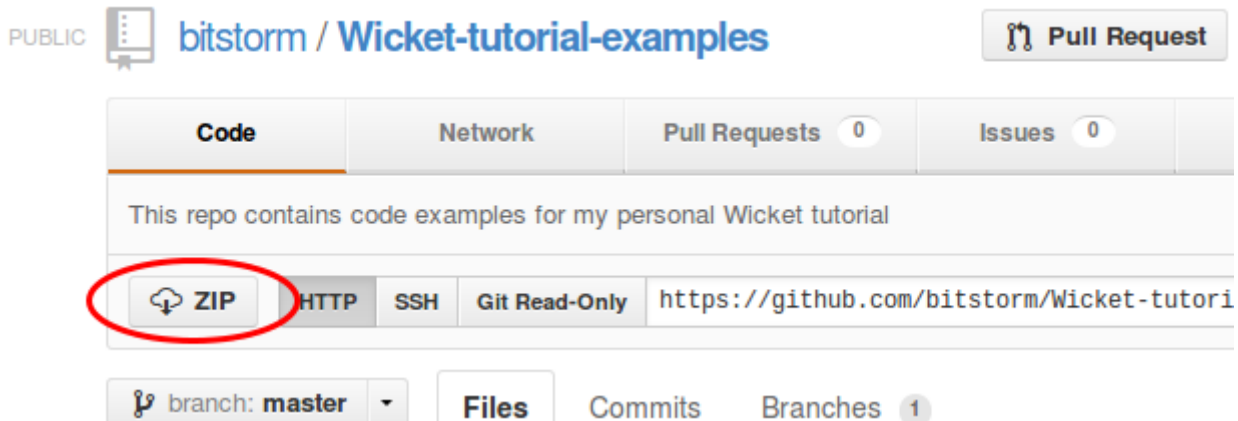 PUBLIC bitstorm / Wicket-tutorial-examples Pull Request
Code Network Pull Requests 0 Issues 0
This repo contains code examples for my personal Wicket tutorial
ZIP HTTP SSH Git Read-Only https://github.com/bitstorm/Wicket-tutori
branch: master Files Commits Branches 1